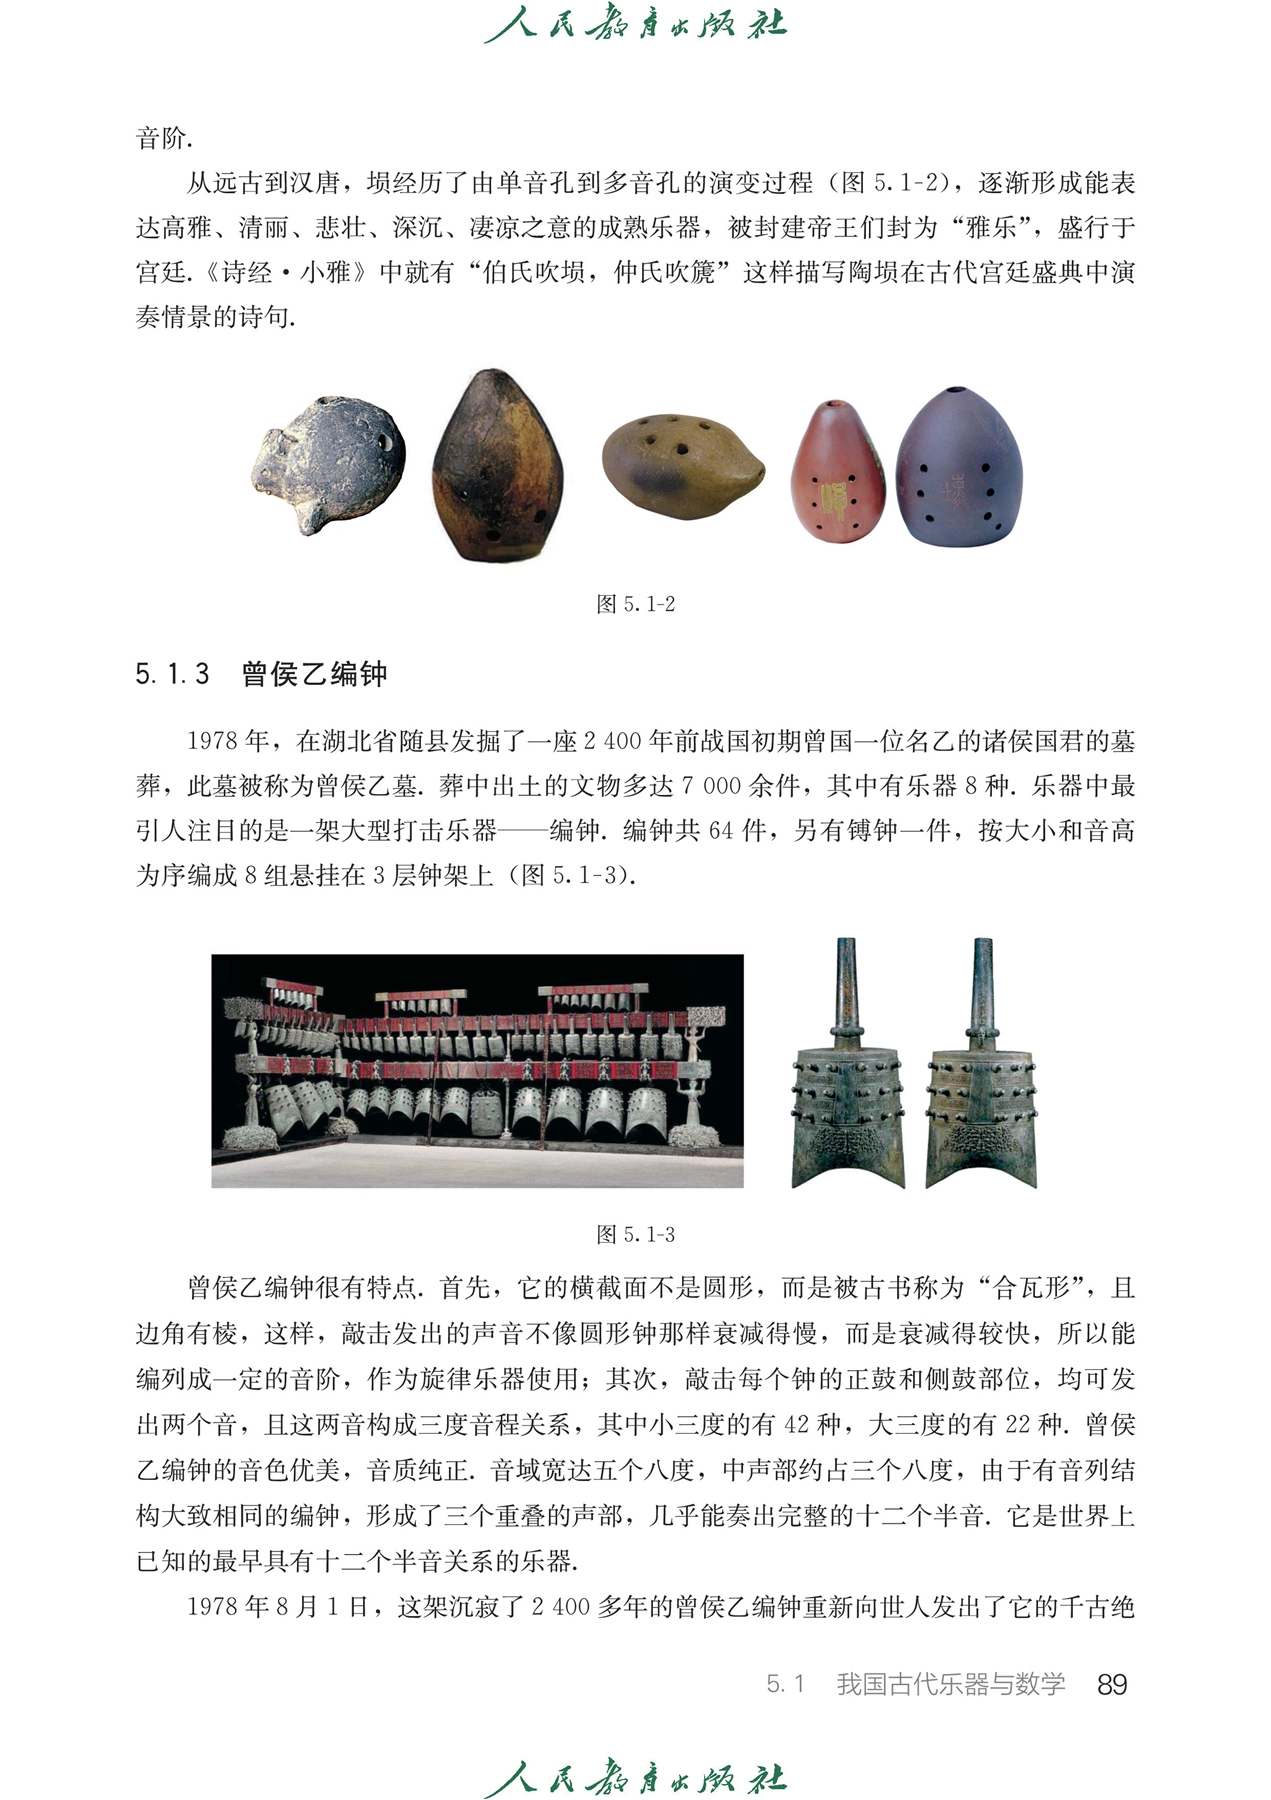 人民教育出版社
音阶.
从远古到汉唐，埙经历了由单音孔到多音孔的演变过程（图 5.1-2），逐渐形成能表
达高雅、清丽、悲壮、深沉、凄凉之意的成熟乐器，被封建帝王们封为“雅乐”，盛行于
宫廷.《诗经·小雅》中就有“伯氏吹埙，仲氏吹篪”这样描写陶埙在古代宫廷盛典中演
奏情景的诗句.
图 5.1-2
5.1.3 曾侯乙编钟
1978 年，在湖北省随县发掘了一座 2 400 年前战国初期曾国一位名乙的诸侯国君的墓
葬，此墓被称为曾侯乙墓. 葬中出土的文物多达 7 000 余件，其中有乐器 8 种. 乐器中最
引人注目的是一架大型打击乐器——编钟. 编钟共 64 件，另有镈钟一件，按大小和音高
为序编成 8 组悬挂在 3 层钟架上（图 5.1-3）.
图 5.1-3
曾侯乙编钟很有特点. 首先，它的横截面不是圆形，而是被古书称为“合瓦形”，且
边角有棱，这样，敲击发出的声音不像圆形钟那样衰减得慢，而是衰减得较快，所以能
编列成一定的音阶，作为旋律乐器使用；其次，敲击每个钟的正鼓和侧鼓部位，均可发
出两个音，且这两音构成三度音程关系，其中小三度的有 42 种，大三度的有 22 种. 曾侯
乙编钟的音色优美，音质纯正. 音域宽达五个八度，中声部约占三个八度，由于有音列结
构大致相同的编钟，形成了三个重叠的声部，几乎能奏出完整的十二个半音. 它是世界上
已知的最早具有十二个半音关系的乐器.
1978 年 8 月 1 日，这架沉寂了 2 400 多年的曾侯乙编钟重新向世人发出了它的千古绝
5.1 我国古代乐器与数学 89
人民教育出版社